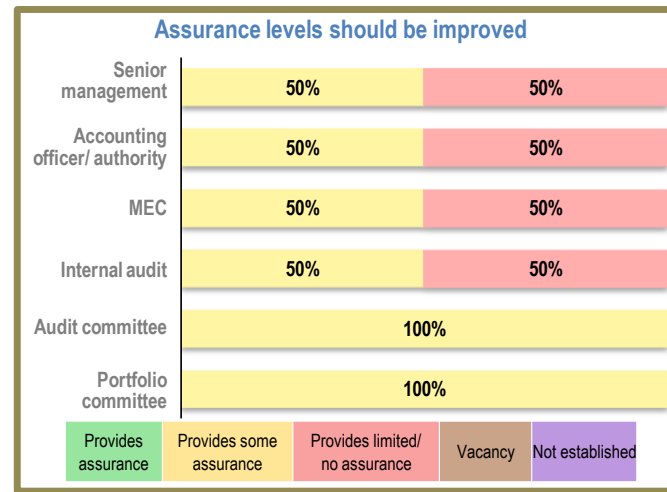 Assurance levels should be improved
Senior
management
50% 50%
Accounting
officer/ authority
50% 50%
MEC
50% 50%
Internal audit
50% 50%
Audit committee
100%
Portfolio
committee
100%
Provides
assurance
Provides some
assurance
Provides limited/
no assurance
Vacancy
Not established